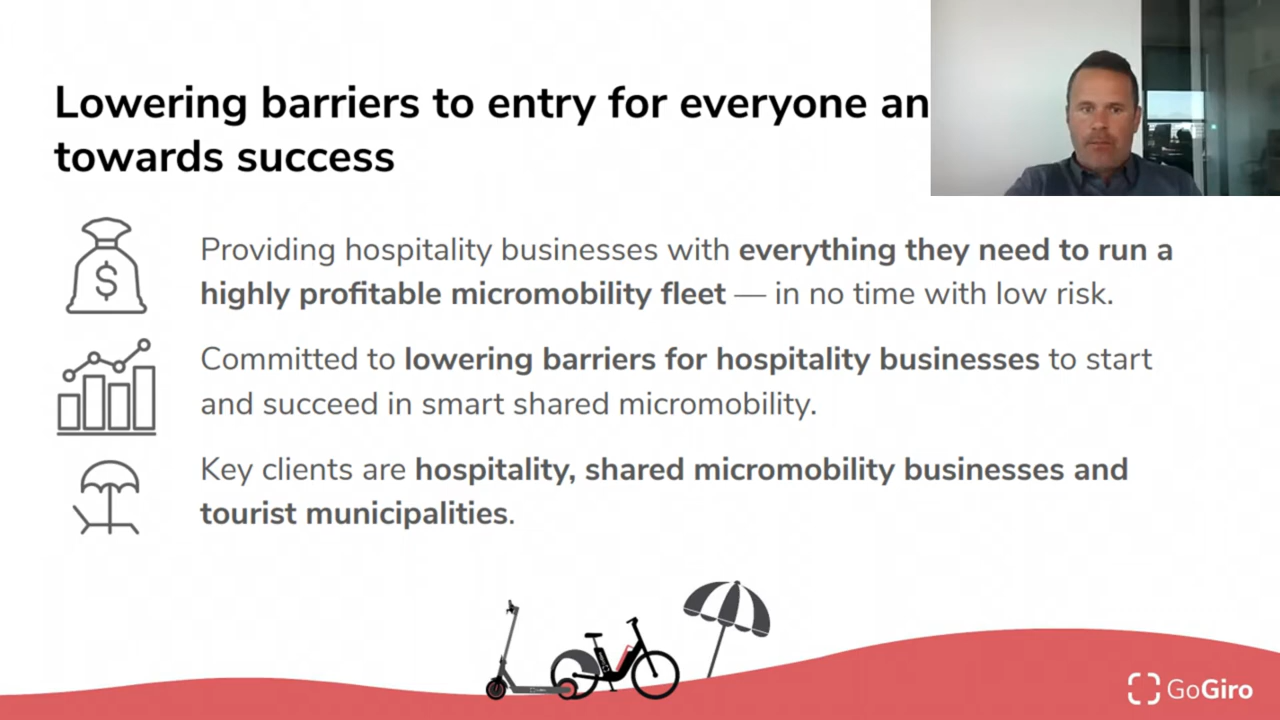 Lowering barriers to entry for everyone an
towards success
$
Providing hospitality businesses with everything they need to run a
highly profitable micromobility fleet — in no time with low risk.
Committed to lowering barriers for hospitality businesses to start
and succeed in smart shared micromobility.
Key clients are hospitality, shared micromobility businesses and
tourist municipalities.
GoGiro